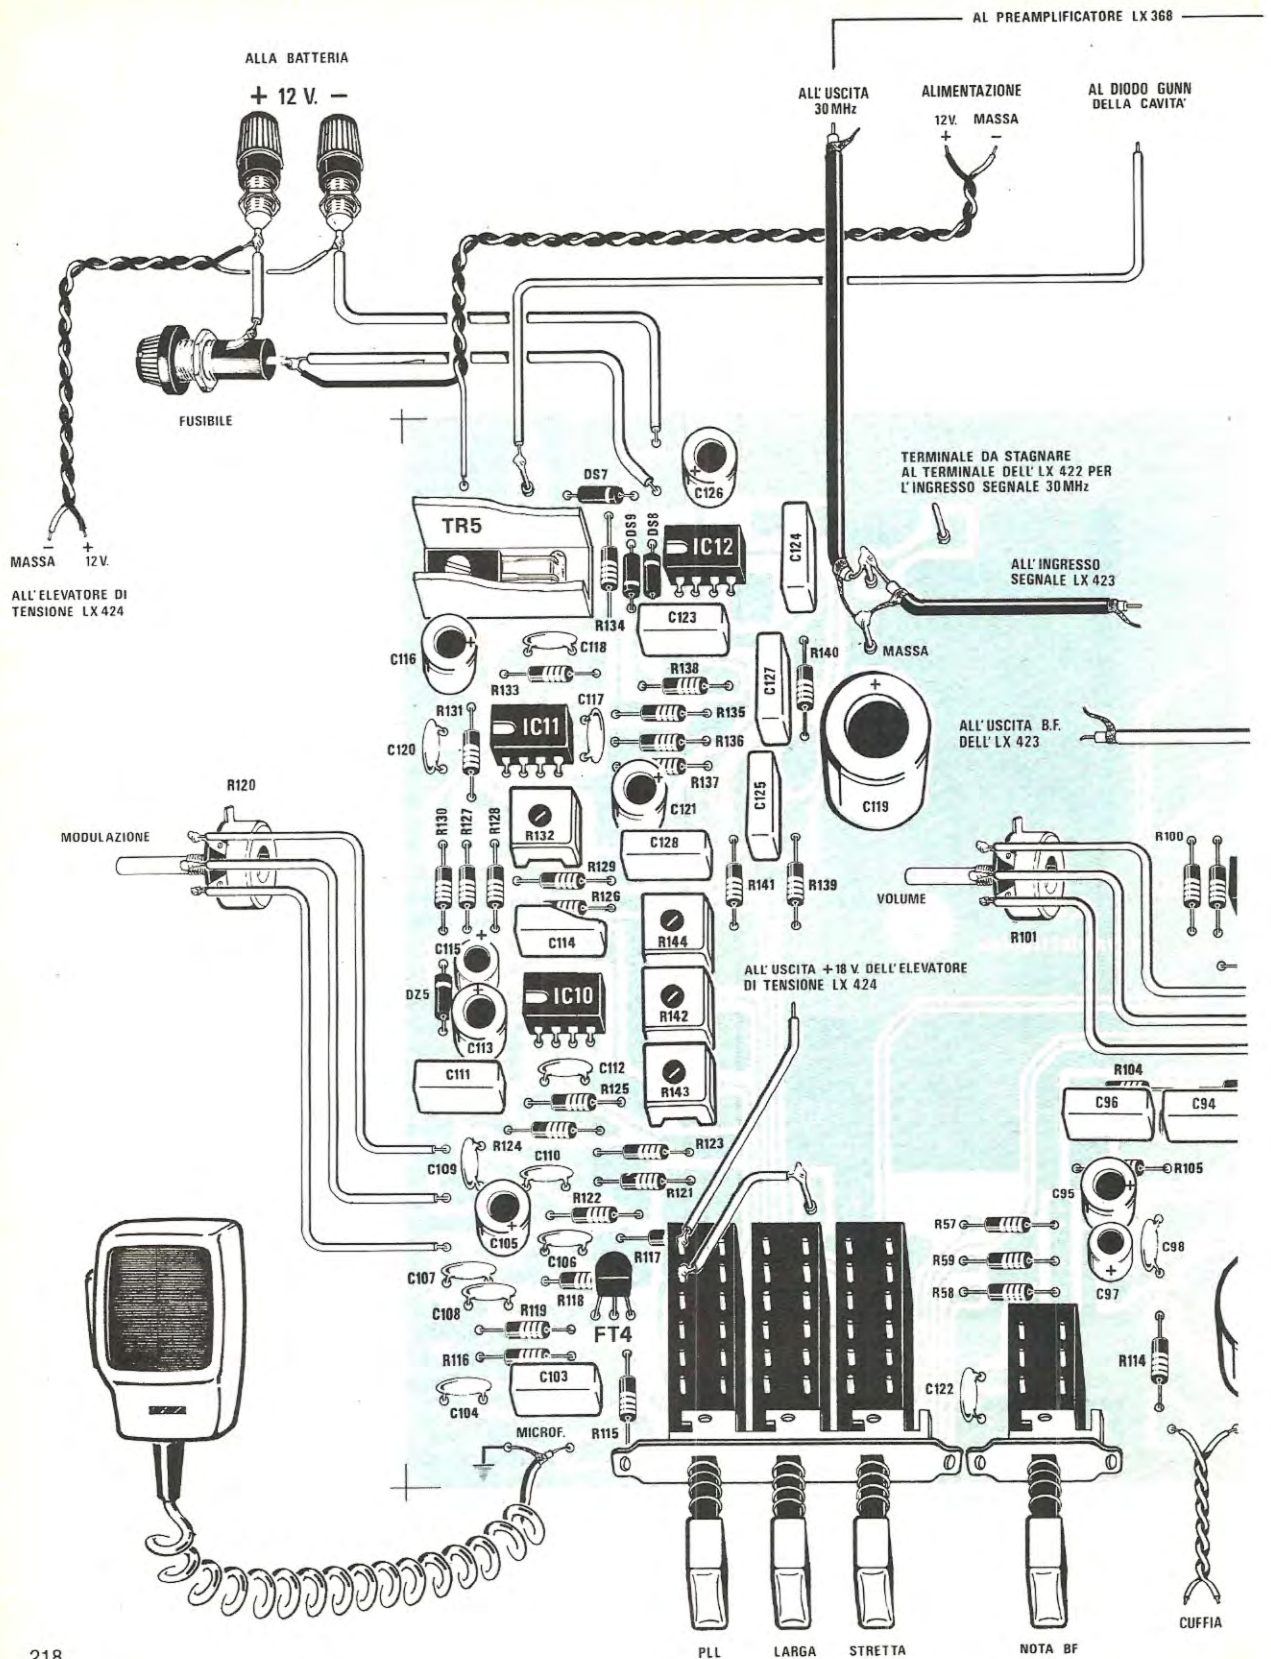 AL PREAMPLIFICATORE LX 368
ALLA BATTERIA
+ 12 V. −
ALL'USCITA
30 MHz
ALIMENTAZIONE
12V. MASSA
+ −
AL DIODO GUNN
DELLA CAVITA'
FUSIBILE
− +
MASSA 12V.
ALL'ELEVATORE DI
TENSIONE LX 424
TERMINALE DA STAGNARE
AL TERMINALE DELL' LX 422 PER
L'INGRESSO SEGNALE 30 MHz
DS7
C126
TR5
DS9
DS8
IC12
C124
ALL'INGRESSO
SEGNALE LX 423
R134
C123
C116
C118
R133
R138
C127
R140
MASSA
R131
C117
IC11
R135
C120
R136
R137
ALL'USCITA B.F.
DELL' LX 423
C125
C119
C121
R120
MODULAZIONE
R130
R127
R128
R132
C128
R129
R126
R141
R139
R100
VOLUME
R101
C115
C114
R144
ALL'USCITA +18 V. DELL'ELEVATORE
DI TENSIONE LX 424
DZ5
IC10
R142
C113
C111
C112
R143
R125
R104
C96
C94
R124
R123
C109
C110
R121
R105
C95
R122
C105
R117
R57
C98
C106
R59
C107
R118
R58
C97
C108
R119
FT4
R116
R114
C103
C122
C104
R115
MICROF.
CUFFIA
PLL
LARGA
STRETTA
NOTA BF
218